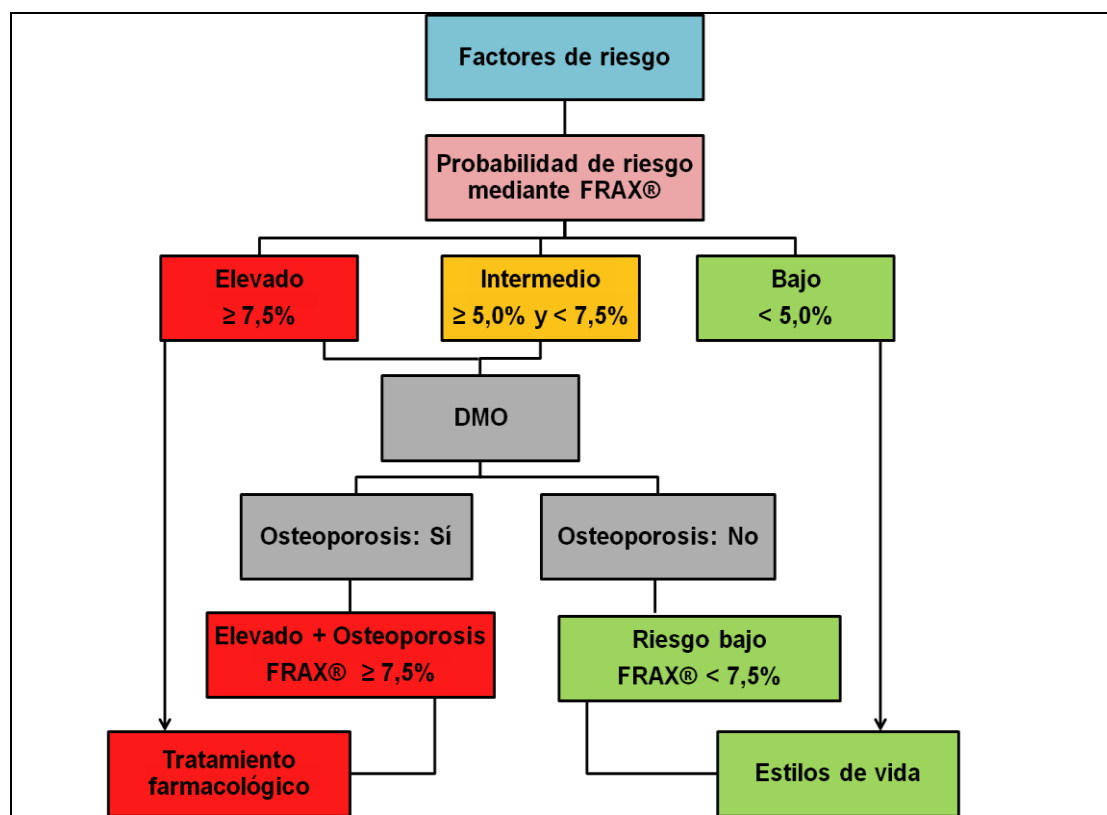 Factores de riesgo
Probabilidad de riesgo
mediante FRAX®
Elevado
≥ 7,5%
Intermedio
≥ 5,0% y < 7,5%
Bajo
< 5,0%
DMO
Osteoporosis: Sí
Osteoporosis: No
Elevado + Osteoporosis
FRAX® ≥ 7,5%
Riesgo bajo
FRAX® < 7,5%
Tratamiento
farmacológico
Estilos de vida